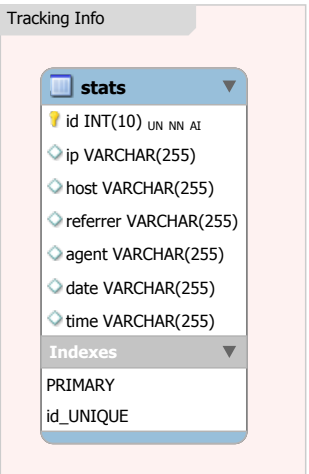 Tracking Info
stats
id INT(10) UN NN AI
ip VARCHAR(255)
host VARCHAR(255)
referrer VARCHAR(255)
agent VARCHAR(255)
date VARCHAR(255)
time VARCHAR(255)
Indexes
PRIMARY
id_UNIQUE